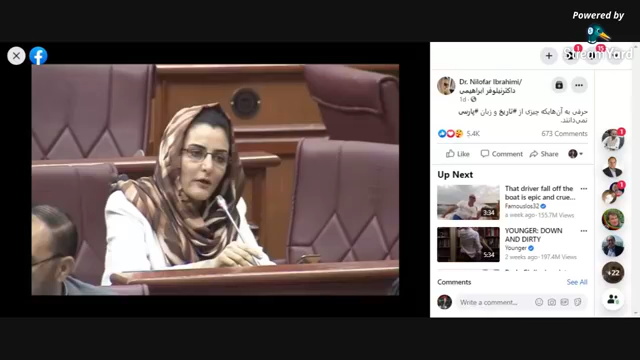 Powered by
StreamYard
Dr. Nilofar Ibrahimi/
داکترنیلوفر ابراهیمی
1d
حرفی به آن‌هایکه چیزی از #تاریخ و زبان #پارسی
نمی‌دانند.
5.4K
673 Comments
Like
Comment
Share
Up Next
That driver fall off the
boat is epic and crue...
Famouslos32
a week ago · 155.7M Views
3:34
YOUNGER: DOWN
AND DIRTY
Younger
2 weeks ago · 197.4M Views
5:34
Comments
See All
Write a comment...
+22